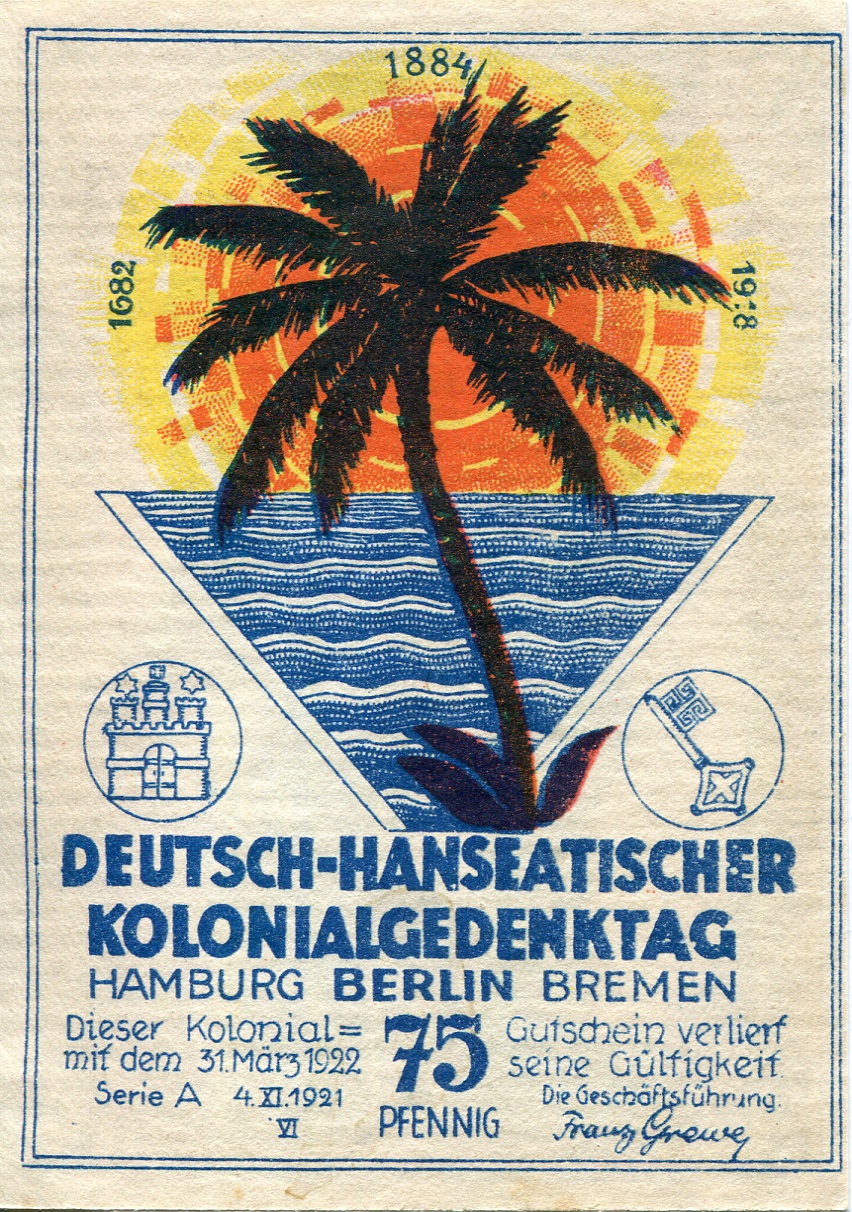 1884
1682
1918
DEUTSCH-HANSEATISCHER
KOLONIALGEDENKTAG
HAMBURG BERLIN BREMEN
Dieser Kolonial= 75 Gutschein verliert
mit dem 31. März 1922 seine Gültigkeit.
Serie A 4. XI. 1921 Die Geschäftsführung.
VI PFENNIG Franz Grewe